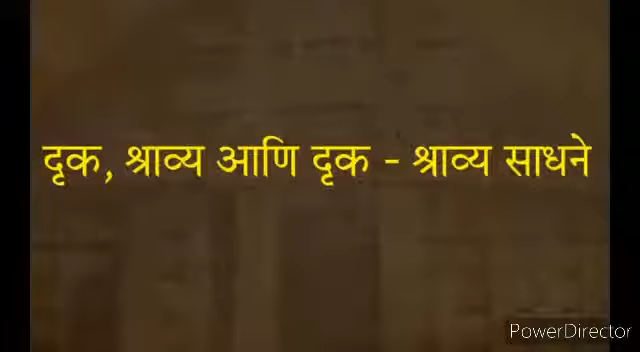 दृक, श्राव्य आणि दृक - श्राव्य साधने
PowerDirector